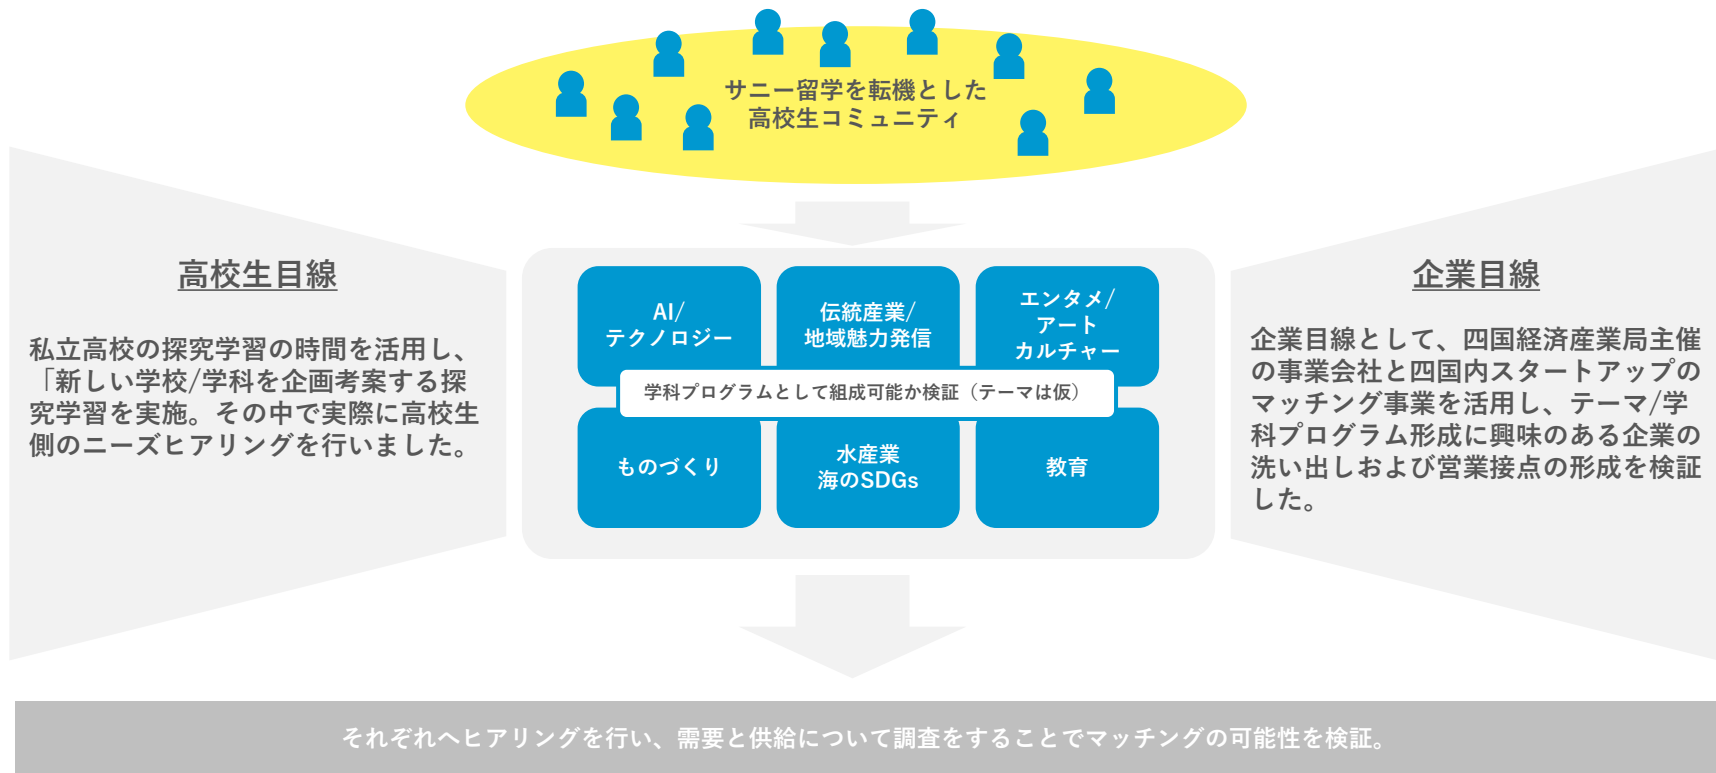 サニー留学を転機とした
高校生コミュニティ
高校生目線
私立高校の探究学習の時間を活用し、
「新しい学校/学科を企画考案する探
究学習を実施。その中で実際に高校生
側のニーズヒアリングを行いました。
AI/
テクノロジー
伝統産業/
地域魅力発信
エンタメ/
アート
カルチャー
学科プログラムとして組成可能か検証（テーマは仮）
ものづくり
水産業
海のSDGs
教育
企業目線
企業目線として、四国経済産業局主催
の事業会社と四国内スタートアップの
マッチング事業を活用し、テーマ/学
科プログラム形成に興味のある企業の
洗い出しおよび営業接点の形成を検証
した。
それぞれへヒアリングを行い、需要と供給について調査をすることでマッチングの可能性を検証。